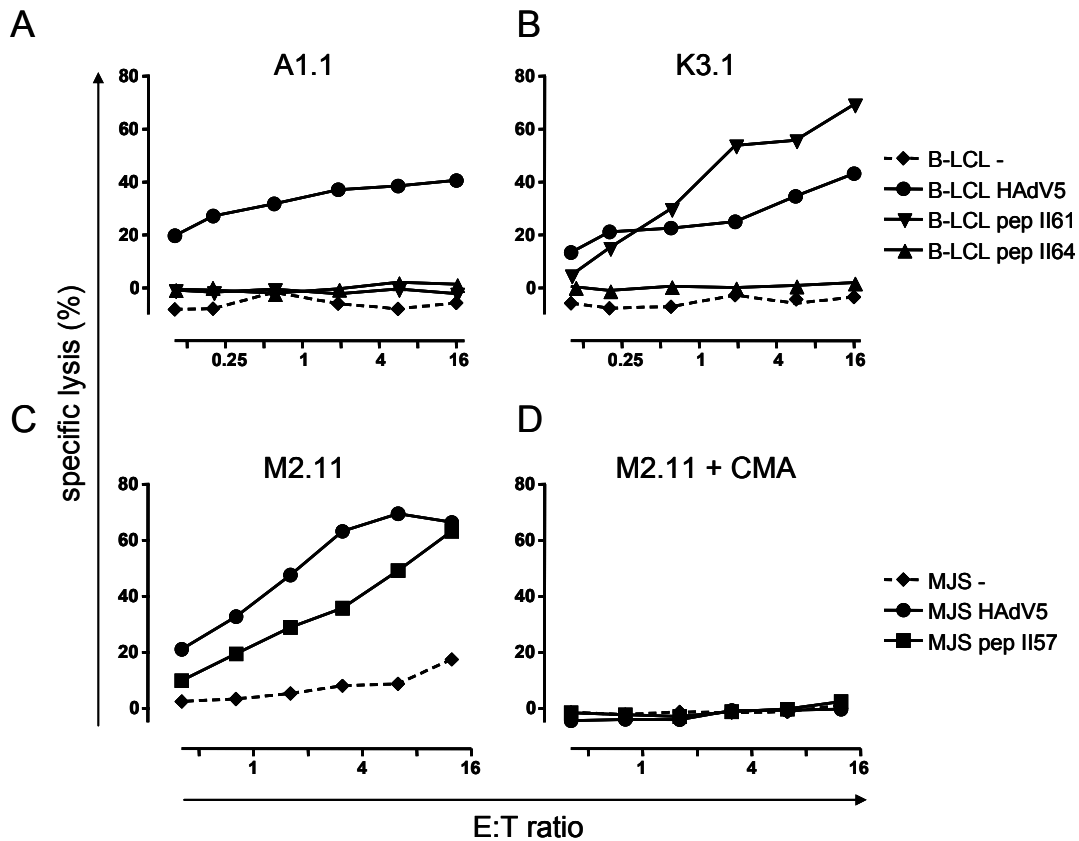 A
B
A1.1
K3.1
80
60
40
20
0
80
60
40
20
0
0.25 1 4 16
0.25 1 4 16
B-LCL -
B-LCL HAdV5
B-LCL pep II61
B-LCL pep II64
specific lysis (%)
C
D
M2.11
M2.11 + CMA
80
60
40
20
0
80
60
40
20
0
1 4 16
1 4 16
MJS -
MJS HAdV5
MJS pep II57
E:T ratio